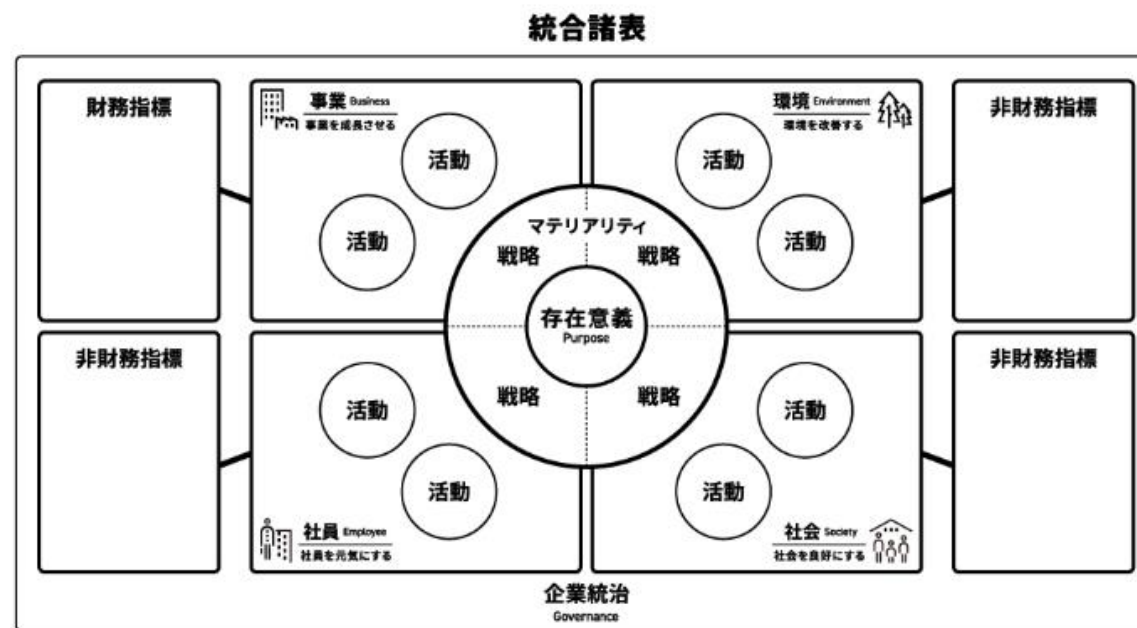 統合諸表
財務指標
事業 Business
事業を成長させる
活動
活動
環境 Environment
環境を改善する
活動
活動
非財務指標
マテリアリティ
戦略
戦略
存在意義
Purpose
戦略
戦略
非財務指標
活動
活動
社員 Employee
社員を元気にする
活動
活動
社会 Society
社会を良好にする
非財務指標
企業統治
Governance